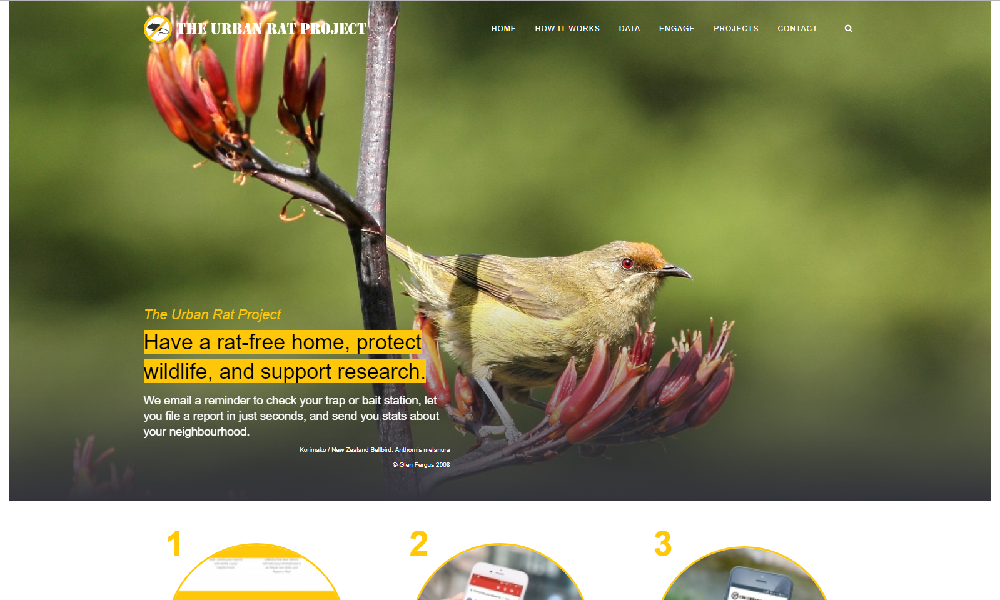 THE URBAN RAT PROJECT
HOME
HOW IT WORKS
DATA
ENGAGE
PROJECTS
CONTACT
The Urban Rat Project
Have a rat-free home, protect
wildlife, and support research.
We email a reminder to check your trap or bait station, let
you file a report in just seconds, and send you stats about
your neighbourhood.
Korimako / New Zealand Bellbird, Anthornis melanura
© Glen Fergus 2008
1
2
3